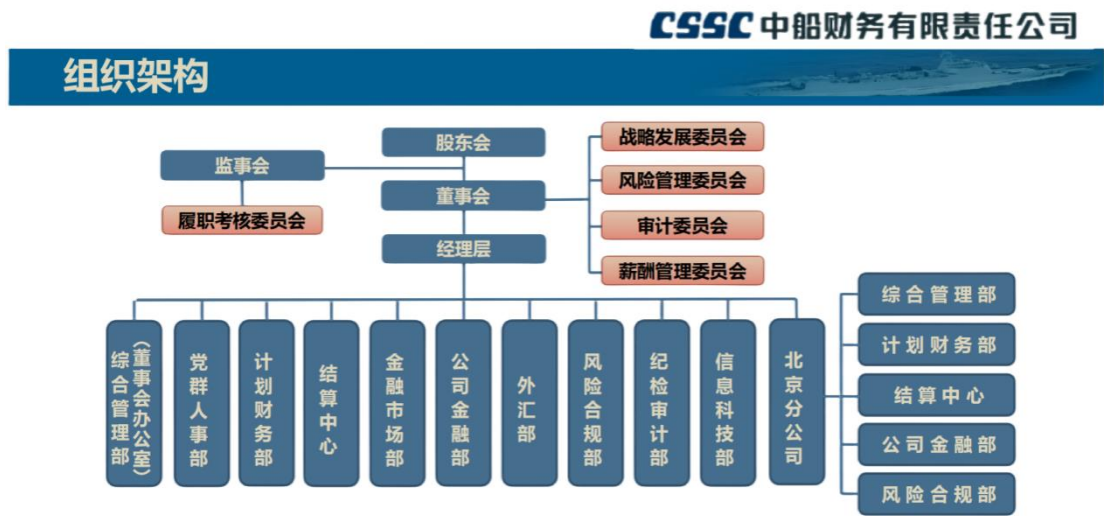 CSSC 中船财务有限责任公司
组织架构
股东会
监事会
董事会
履职考核委员会
经理层
战略发展委员会
风险管理委员会
审计委员会
薪酬管理委员会
综合管理部
（董事会办公室）
党群人事部
计划财务部
结算中心
金融市场部
公司金融部
外汇部
风险合规部
纪检审计部
信息科技部
北京分公司
综合管理部
计划财务部
结算中心
公司金融部
风险合规部